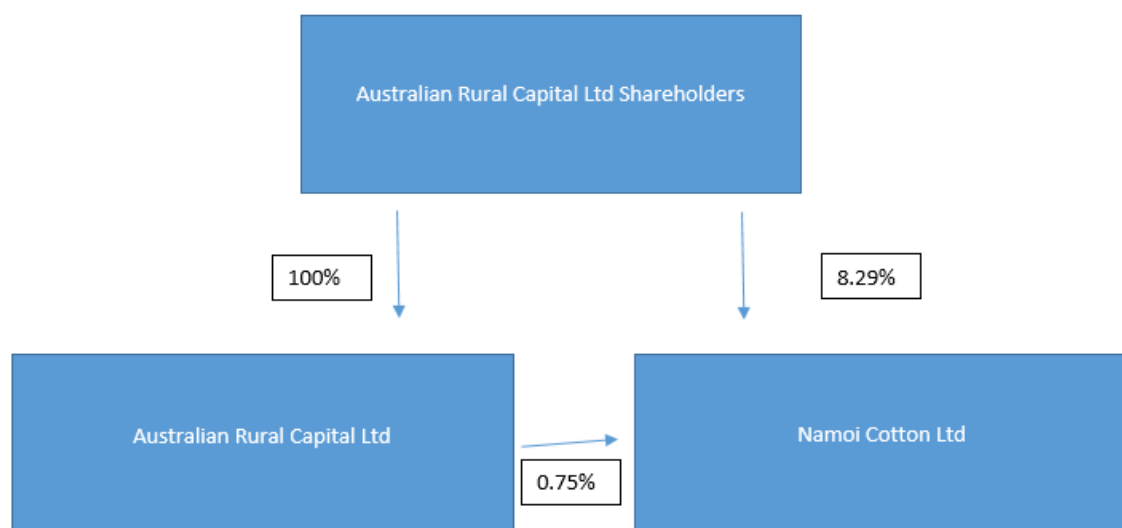 Australian Rural Capital Ltd Shareholders
100%
8.29%
Australian Rural Capital Ltd
Namoi Cotton Ltd
0.75%